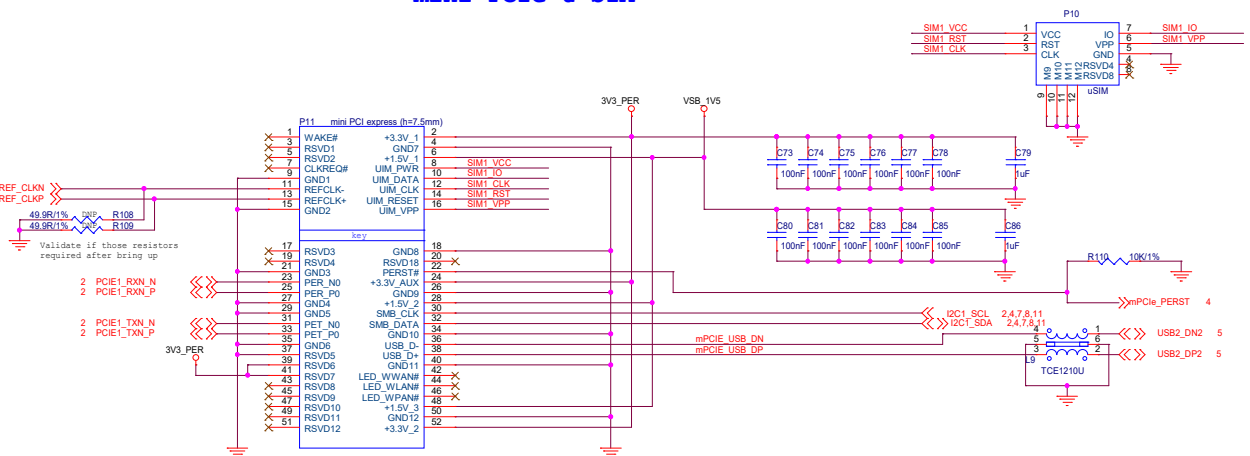 P10
SIM1_VCC 1 VCC IO 7 SIM1_IO
SIM1_RST 2 RST VPP 6 SIM1_VPP
SIM1_CLK 3 CLK GND 5
RSVD4 4
RSVD8 8
M9 M10 M11 M12
9 10 11 12
uSIM
3V3_PER VSB_1V5
P11 mini PCI express (h=7.5mm)
1 WAKE# +3.3V_1 2
3 RSVD1 GND7 4
5 RSVD2 +1.5V_1 6
7 CLKREQ# UIM_PWR 8 SIM1_VCC
9 GND1 UIM_DATA 10 SIM1_IO
REF_CLKN 11 REFCLK- UIM_CLK 12 SIM1_CLK
REF_CLKP 13 REFCLK+ UIM_RESET 14 SIM1_RST
15 GND2 UIM_VPP 16 SIM1_VPP
49.9R/1% DNP R108
49.9R/1% DNP R109
Validate if those resistors
required after bring up
key
17 RSVD3 GND8 18
19 RSVD4 RSVD18 20
21 GND3 PERST# 22
2 PCIE1_RXN_N 23 PER_N0 +3.3V_AUX 24
2 PCIE1_RXN_P 25 PER_P0 GND9 26
27 GND4 +1.5V_2 28
29 GND5 SMB_CLK 30 I2C1_SCL 2,4,7,8,11
2 PCIE1_TXN_N 31 PET_N0 SMB_DATA 32 I2C1_SDA 2,4,7,8,11
2 PCIE1_TXN_P 33 PET_P0 GND10 34
35 GND6 USB_D- 36 mPCIE_USB_DN
3V3_PER 37 RSVD5 USB_D+ 38 mPCIE_USB_DP
39 RSVD6 GND11 40
41 RSVD7 LED_WWAN# 42
43 RSVD8 LED_WLAN# 44
45 RSVD9 LED_WPAN# 46
47 RSVD10 +1.5V_3 48
49 RSVD11 GND12 50
51 RSVD12 +3.3V_2 52
C73 C74 C75 C76 C77 C78 C79
100nF 100nF 100nF 100nF 100nF 100nF 1uF
C80 C81 C82 C83 C84 C85 C86
100nF 100nF 100nF 100nF 100nF 100nF 1uF
R110 10K/1%
mPCIe_PERST 4
4 1 USB2_DN2 5
5 6
3 2 USB2_DP2 5
L9
TCE1210U